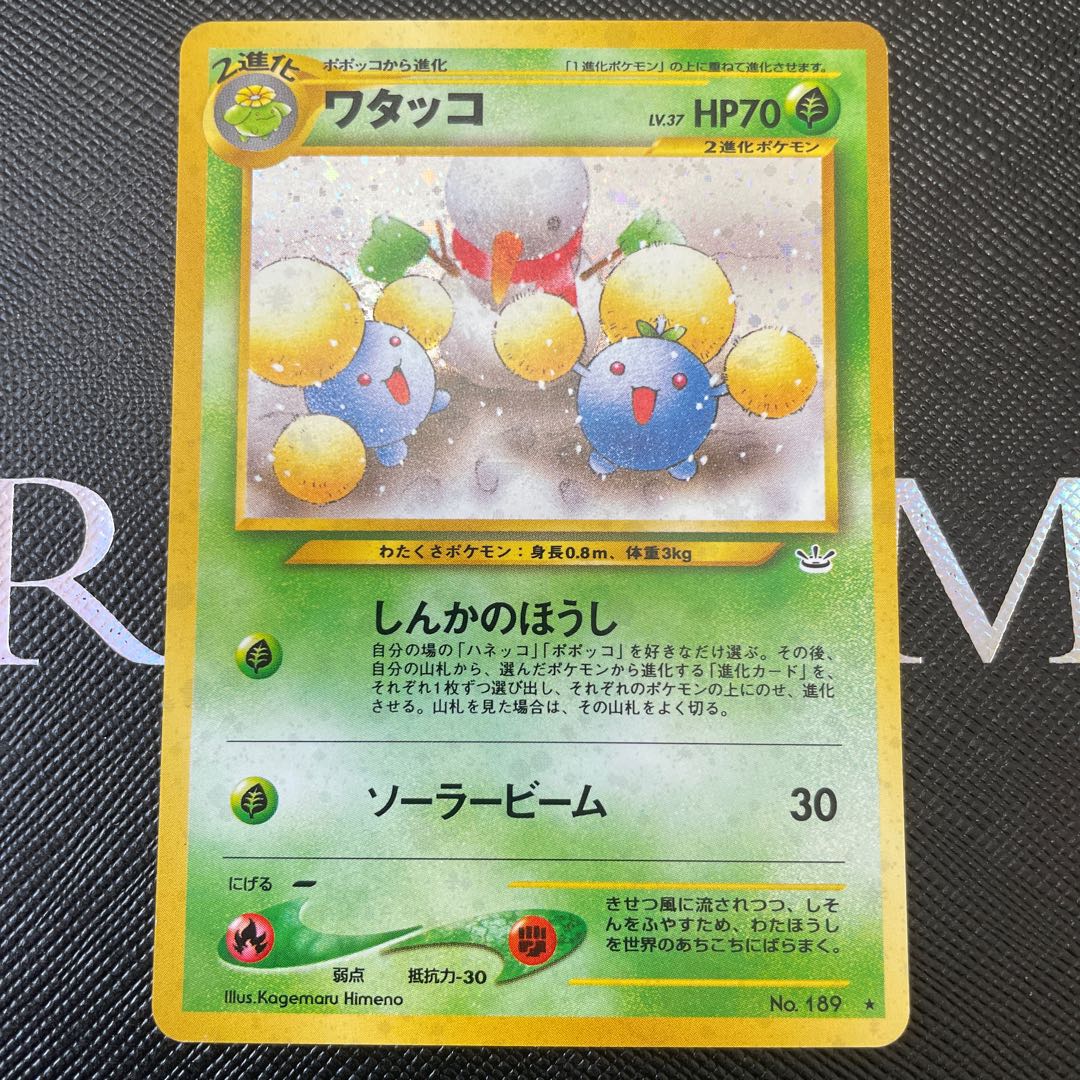 2進化
ポポッコから進化
「1進化ポケモン」の上に重ねて進化させます。
ワタッコ
LV.37 HP70
2進化ポケモン
わたくさポケモン：身長0.8m、体重3kg
しんかのほうし
自分の場の「ハネッコ」「ポポッコ」を好きなだけ選ぶ。その後、
自分の山札から、選んだポケモンから進化する「進化カード」を、
それぞれ1枚ずつ選び出し、それぞれのポケモンの上にのせ、進化
させる。山札を見た場合は、その山札をよく切る。
ソーラービーム 30
にげる
弱点 抵抗力-30
きせつ風に流されつつ、しそ
んをふやすため、わたほうし
を世界のあちこちにばらまく。
Illus.Kagemaru Himeno
No. 189 ★
R M